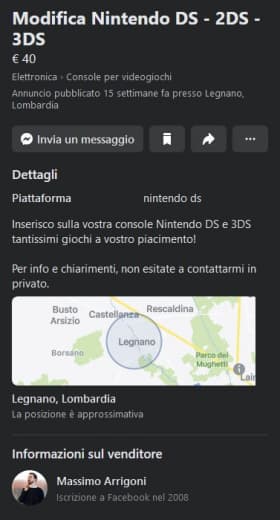 Modifica Nintendo DS - 2DS -
3DS
€ 40
Elettronica · Console per videogiochi
Annuncio pubblicato 15 settimane fa presso Legnano,
Lombardia
Invia un messaggio
Dettagli
Piattaforma nintendo ds
Inserisco sulla vostra console Nintendo DS e 3DS
tantissimi giochi a vostro piacimento!
Per info e chiarimenti, non esitate a contattarmi in
privato.
Busto
Arsizio
Castellanza
Rescaldina
Legnano
Borsano
Parco dei
Mughetti
Lain
Legnano, Lombardia
La posizione è approssimativa
Informazioni sul venditore
Massimo Arrigoni
Iscrizione a Facebook nel 2008